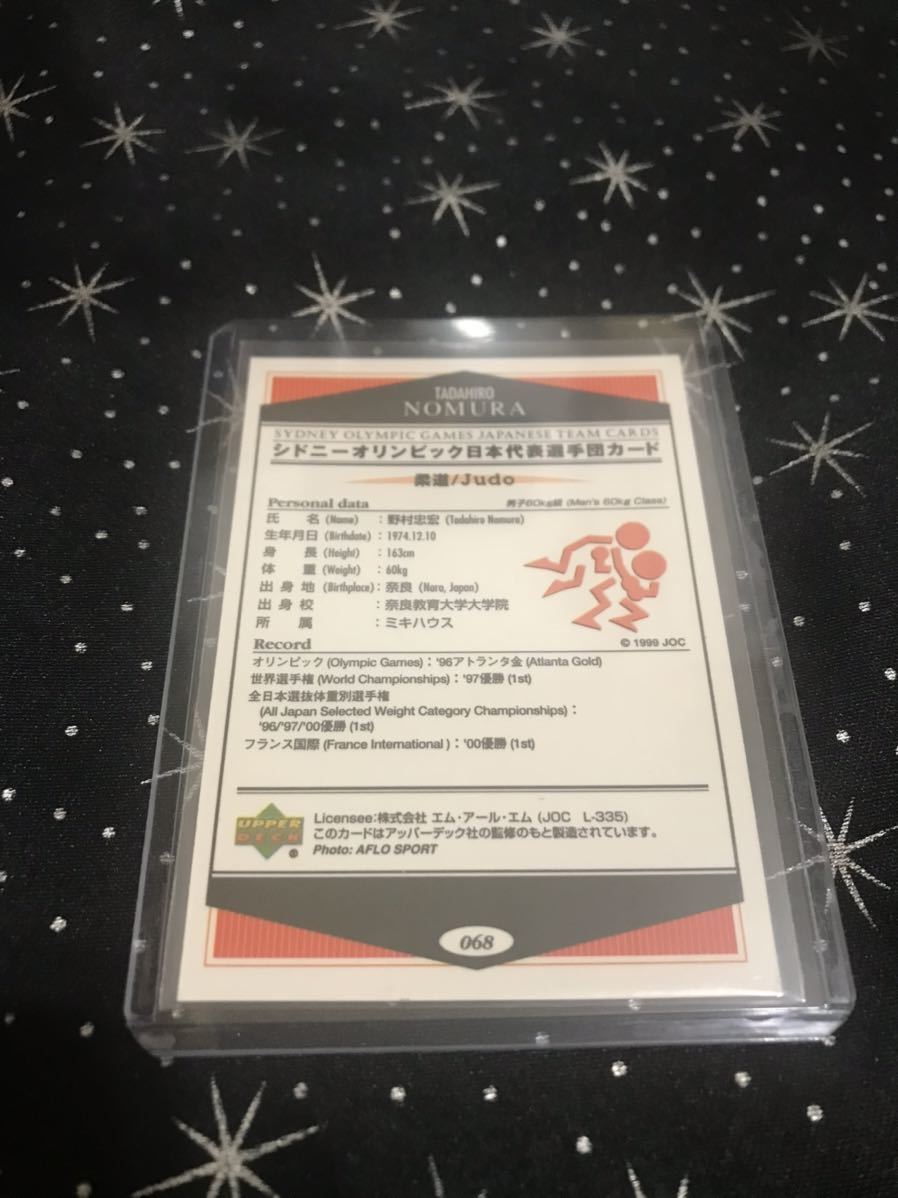 TADAHIRO
NOMURA
SYDNEY OLYMPIC GAMES JAPANESE TEAM CARDS
シドニーオリンピック日本代表選手団カード
柔道/Judo
Personal data 男子60kg級 (Men's 60kg Class)
氏 名 (Name) : 野村忠宏 (Tadahiro Nomura)
生年月日 (Birthdate) : 1974.12.10
身 長 (Height) : 163cm
体 重 (Weight) : 60kg
出 身 地 (Birthplace) : 奈良 (Nara, Japan)
出 身 校 : 奈良教育大学大学院
所 属 : ミキハウス
© 1999 JOC
Record
オリンピック (Olympic Games) : '96アトランタ金 (Atlanta Gold)
世界選手権 (World Championships) : '97優勝 (1st)
全日本選抜体重別選手権
(All Japan Selected Weight Category Championships) :
'96/'97/'00優勝 (1st)
フランス国際 (France International ) : '00優勝 (1st)
UPPER
DECK
®
Licensee:株式会社 エム・アール・エム (JOC L-335)
このカードはアッパーデック社の監修のもと製造されています。
Photo: AFLO SPORT
068